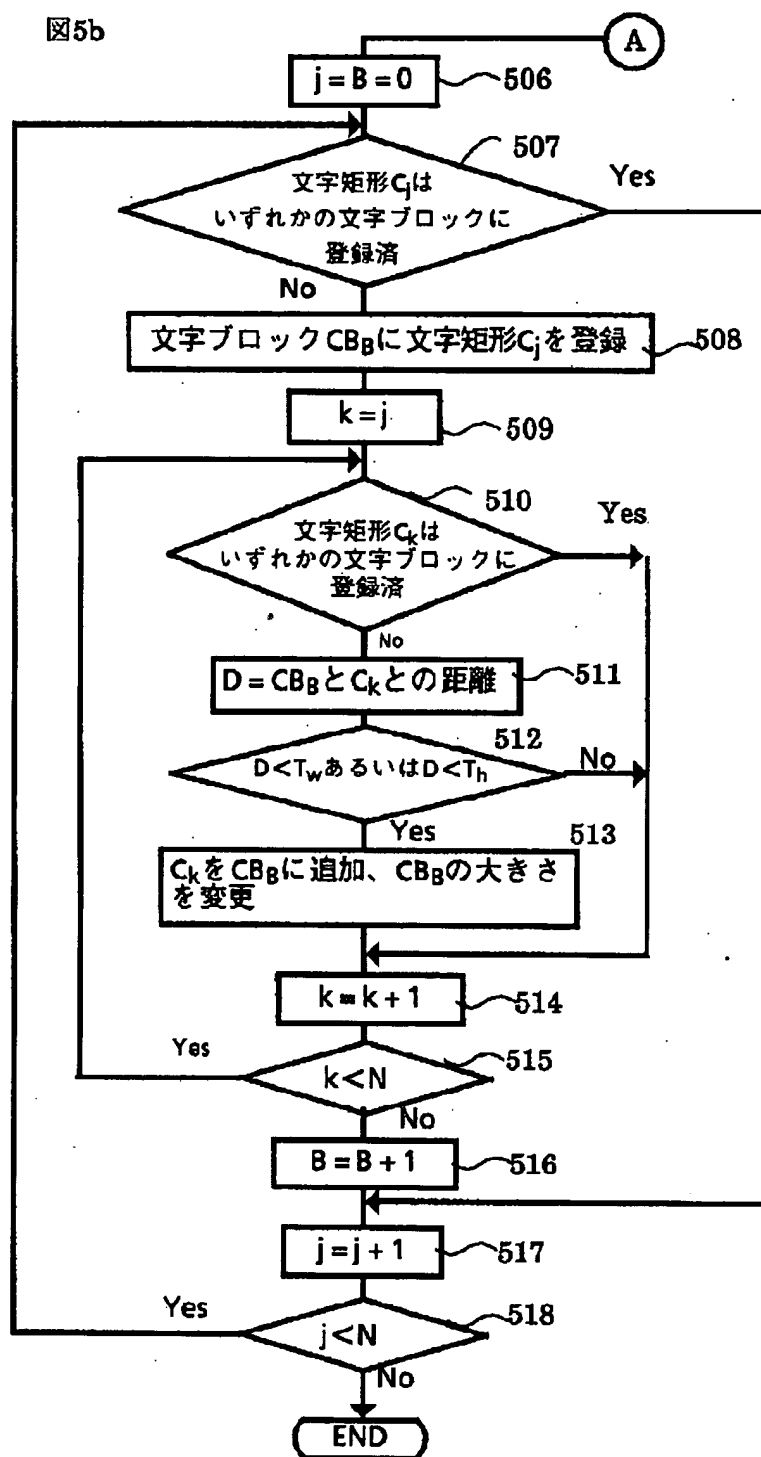 図5b
A
j=B=0
506
507
文字矩形Cjは
いずれかの文字ブロックに
登録済
Yes
No
文字ブロックCBBに文字矩形Cjを登録
508
k=j
509
510
文字矩形Ckは
いずれかの文字ブロックに
登録済
Yes
No
D=CBBとCkとの距離
511
512
D<TwあるいはD<Th
No
Yes
513
CkをCBBに追加、CBBの大きさ
を変更
k=k+1
514
Yes
515
k<N
No
B=B+1
516
j=j+1
517
Yes
518
j<N
No
END